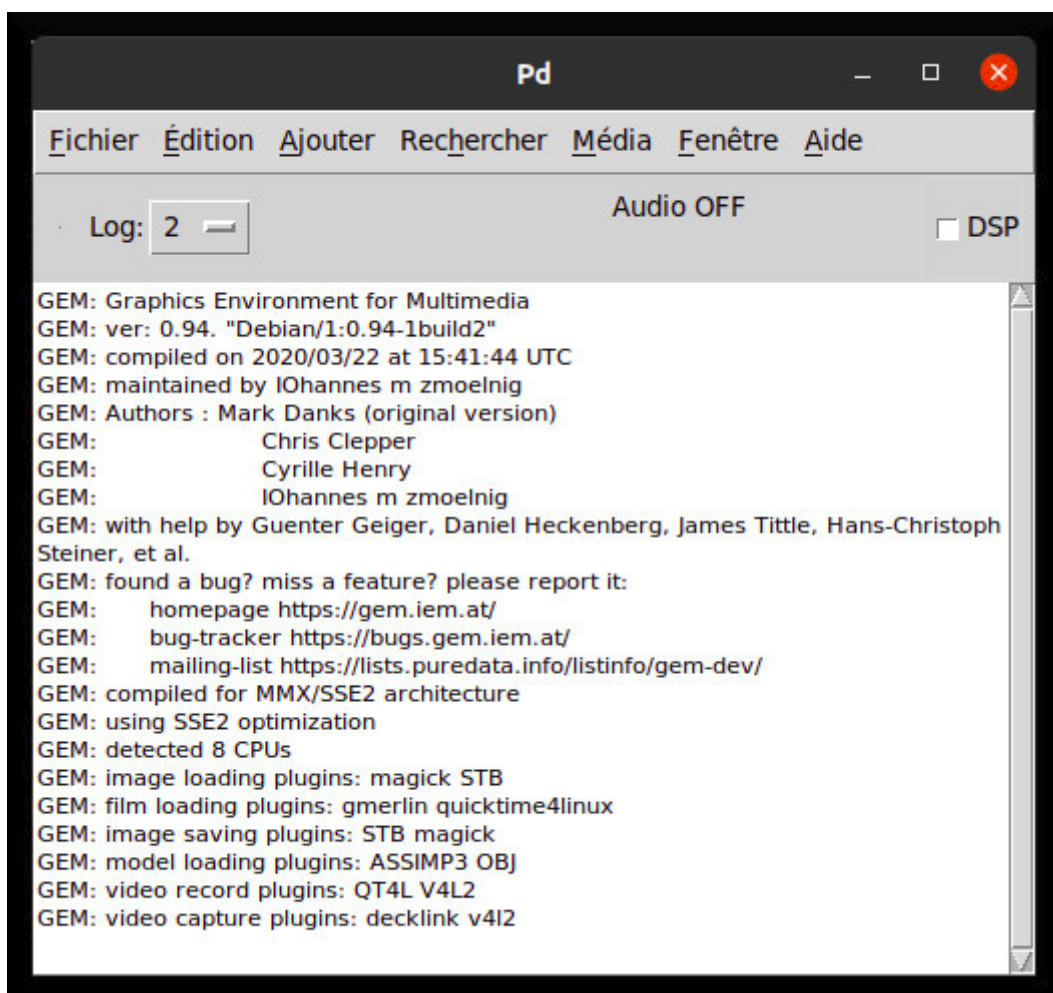 Pd
Fichier Édition Ajouter Rechercher Média Fenêtre Aide
Audio OFF
Log: 2
DSP
GEM: Graphics Environment for Multimedia
GEM: ver: 0.94. "Debian/1:0.94-1build2"
GEM: compiled on 2020/03/22 at 15:41:44 UTC
GEM: maintained by IOhannes m zmoelnig
GEM: Authors : Mark Danks (original version)
GEM: Chris Clepper
GEM: Cyrille Henry
GEM: IOhannes m zmoelnig
GEM: with help by Guenter Geiger, Daniel Heckenberg, James Tittle, Hans-Christoph
Steiner, et al.
GEM: found a bug? miss a feature? please report it:
GEM: homepage https://gem.iem.at/
GEM: bug-tracker https://bugs.gem.iem.at/
GEM: mailing-list https://lists.puredata.info/listinfo/gem-dev/
GEM: compiled for MMX/SSE2 architecture
GEM: using SSE2 optimization
GEM: detected 8 CPUs
GEM: image loading plugins: magick STB
GEM: film loading plugins: gmerlin quicktime4linux
GEM: image saving plugins: STB magick
GEM: model loading plugins: ASSIMP3 OBJ
GEM: video record plugins: QT4L V4L2
GEM: video capture plugins: decklink v4l2